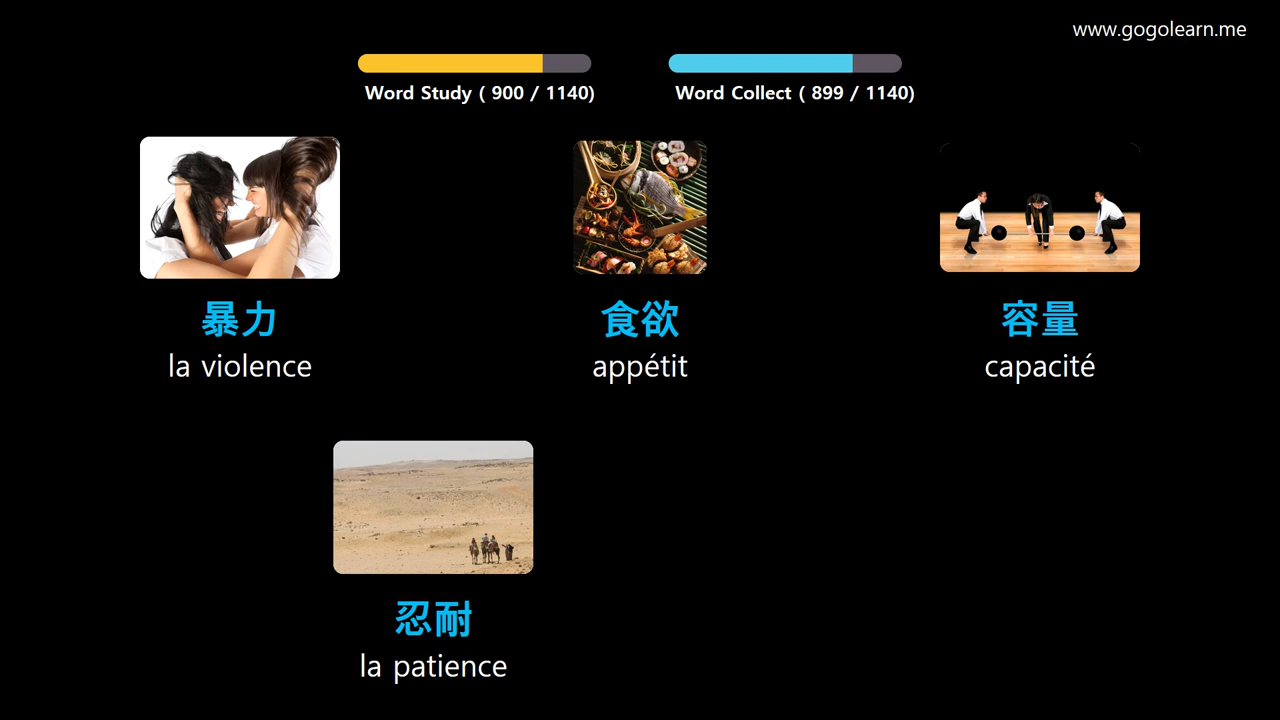 www.gogolearn.me
Word Study ( 900 / 1140)
Word Collect ( 899 / 1140)
暴力
la violence
食欲
appétit
容量
capacité
忍耐
la patience